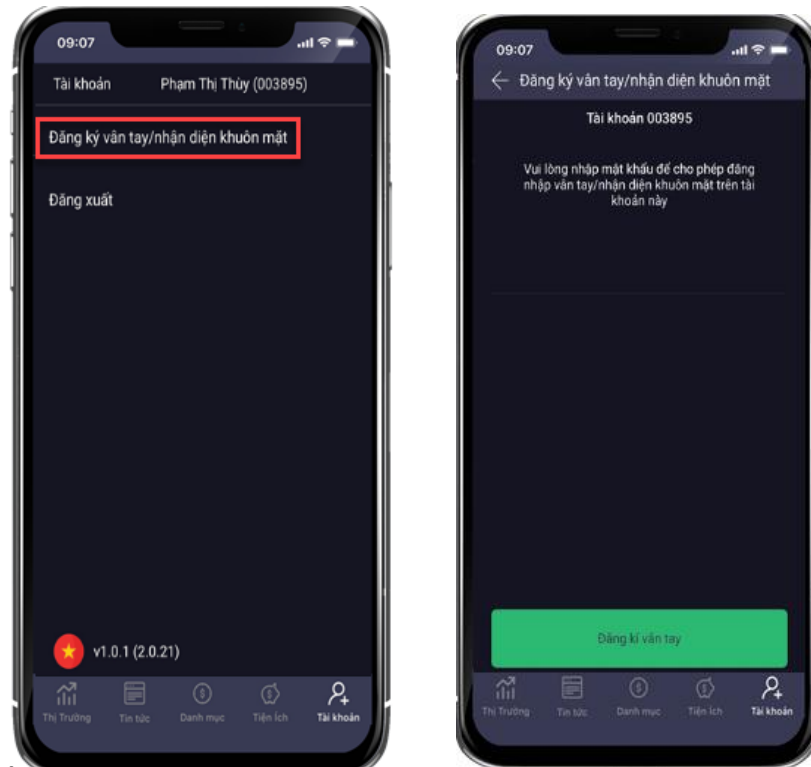 09:07
Tài khoản Phạm Thị Thùy (003895)
Đăng ký vân tay/nhận diện khuôn mặt
Đăng xuất
v1.0.1 (2.0.21)
Thị Trường Tin tức Danh mục Tiện ích Tài khoản
09:07
Đăng ký vân tay/nhận diện khuôn mặt
Tài khoản 003895
Vui lòng nhập mật khẩu để cho phép đăng
nhập vân tay/nhận diện khuôn mặt trên tài
khoản này
Đăng kí vân tay
Thị Trường Tin tức Danh mục Tiện ích Tài khoản